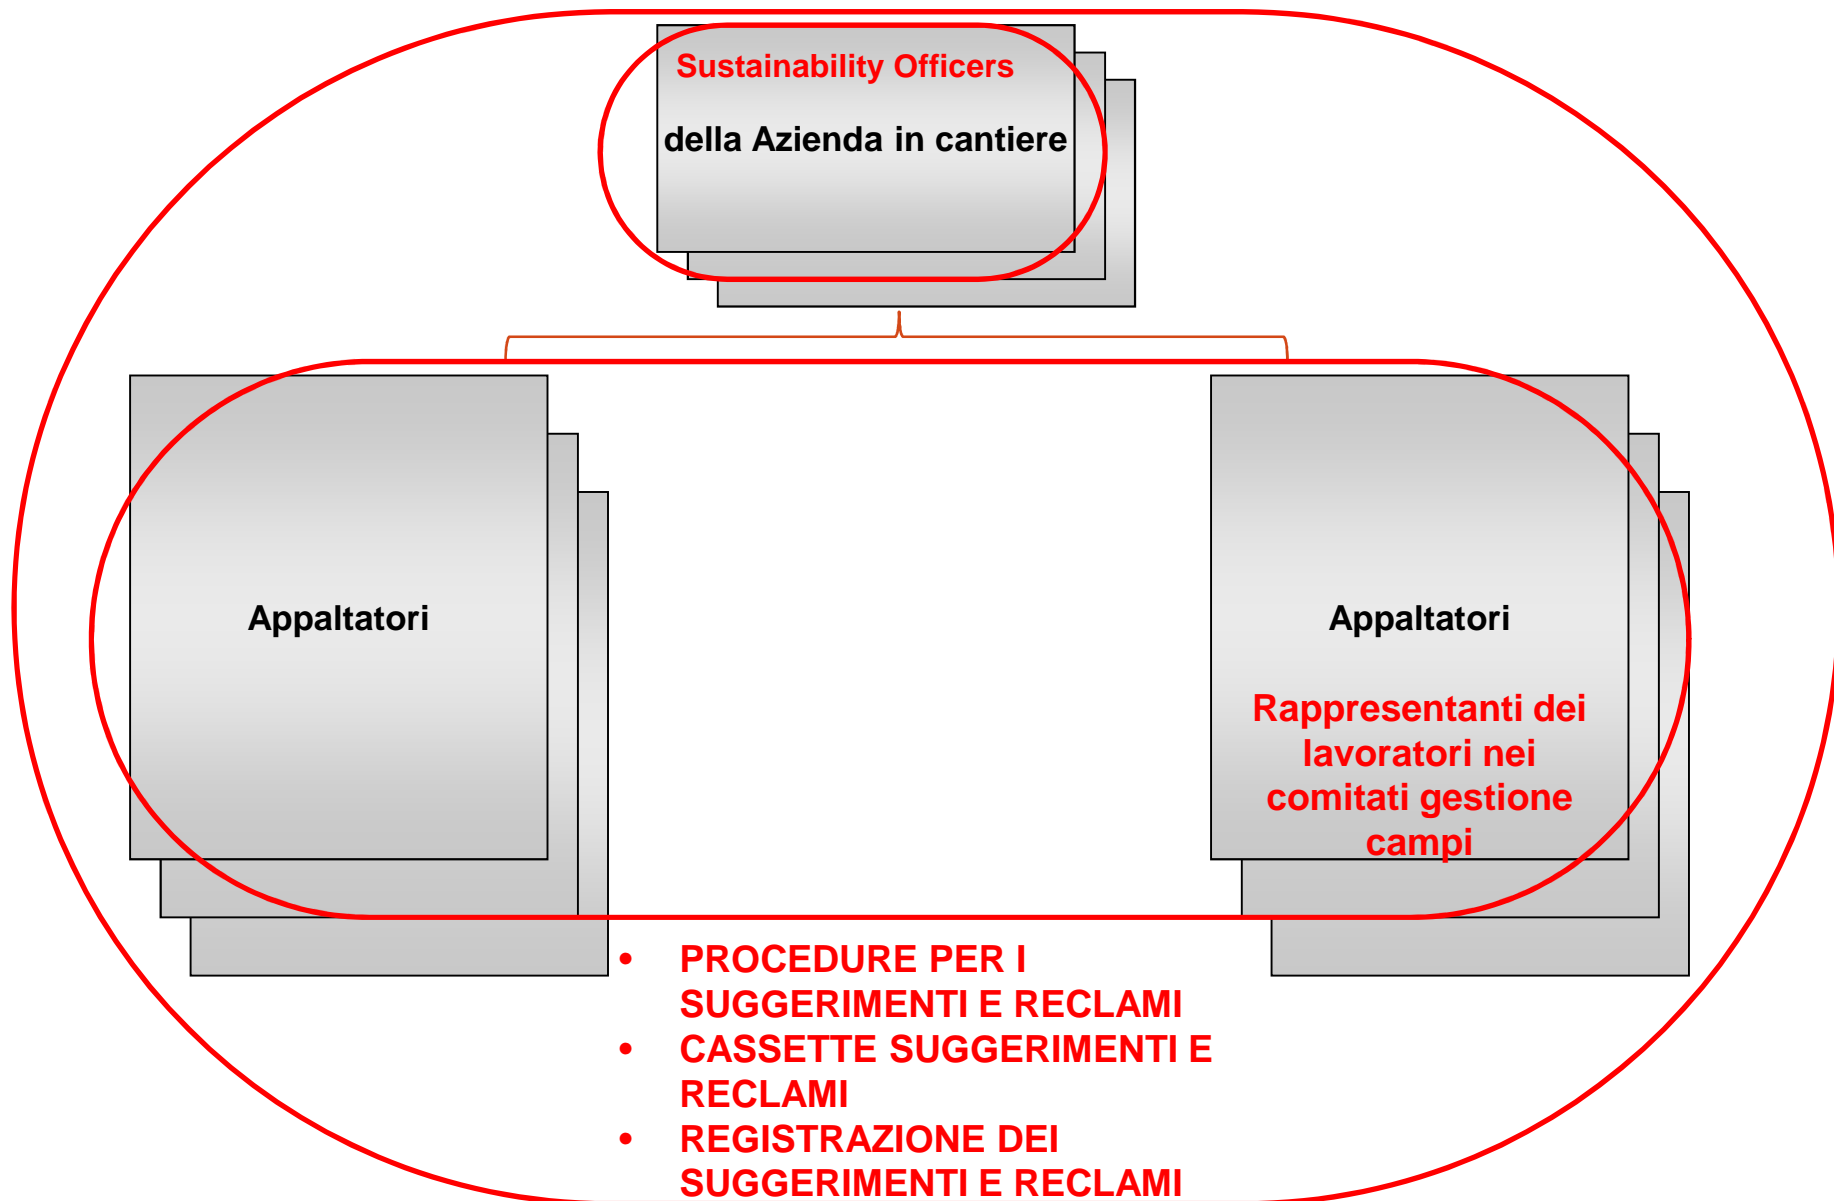 Sustainability Officers
della Azienda in cantiere
Appaltatori
Appaltatori
Rappresentanti dei
lavoratori nei
comitati gestione
campi
• PROCEDURE PER I
SUGGERIMENTI E RECLAMI
• CASSETTE SUGGERIMENTI E
RECLAMI
• REGISTRAZIONE DEI
SUGGERIMENTI E RECLAMI